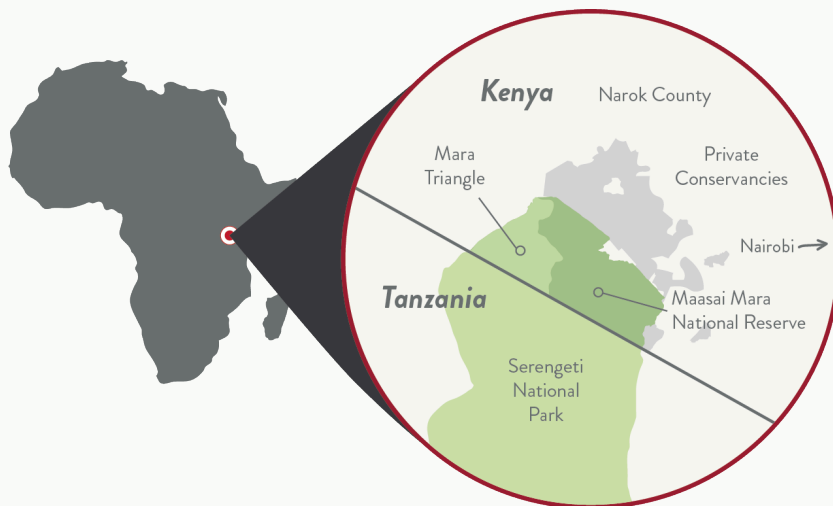 Kenya
Narok County
Mara
Triangle
Private
Conservancies
Nairobi
Tanzania
Maasai Mara
National Reserve
Serengeti
National
Park